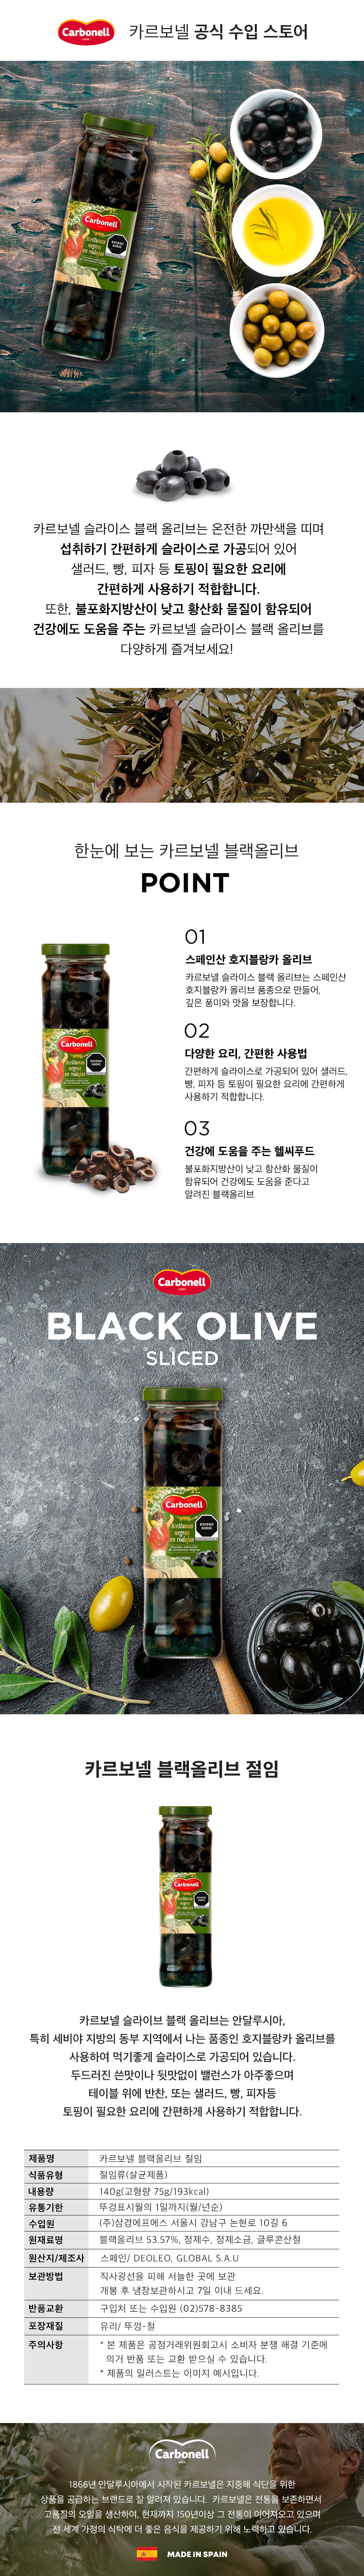 Carbonell
카르보넬 공식 수입 스토어
Carbonell
Aceitunas
negras
en rodajas
EXCESO
SODIO
카르보넬 슬라이스 블랙 올리브는 온전한 까만색을 띠며
섭취하기 간편하게 슬라이스로 가공되어 있어
샐러드, 빵, 피자 등 토핑이 필요한 요리에
간편하게 사용하기 적합합니다.
또한, 불포화지방산이 낮고 황산화 물질이 함유되어
건강에도 도움을 주는 카르보넬 슬라이스 블랙 올리브를
다양하게 즐겨보세요!
한눈에 보는 카르보넬 블랙올리브
POINT
Carbonell
Aceitunas
negras
en rodajas
EXCESO
SODIO
01
스페인산 호지블랑카 올리브
카르보넬 슬라이스 블랙 올리브는 스페인산
호지블랑카 올리브 품종으로 만들어,
깊은 풍미와 맛을 보장합니다.
02
다양한 요리, 간편한 사용법
간편하게 슬라이스로 가공되어 있어 샐러드,
빵, 피자 등 토핑이 필요한 요리에 간편하게
사용하기 적합합니다.
03
건강에 도움을 주는 헬씨푸드
불포화지방산이 낮고 항산화 물질이
함유되어 건강에도 도움을 준다고
알려진 블랙올리브
Carbonell
BLACK OLIVE
SLICED
Carbonell
Aceitunas
negras
en rodajas
EXCESO
SODIO
카르보넬 블랙올리브 절임
Carbonell
카르보넬 슬라이브 블랙 올리브는 안달루시아,
특히 세비야 지방의 동부 지역에서 나는 품종인 호지블랑카 올리브를
사용하여 먹기좋게 슬라이스로 가공되어 있습니다.
두드러진 쓴맛이나 뒷맛없이 밸런스가 아주좋으며
테이블 위에 반찬, 또는 샐러드, 빵, 피자등
토핑이 필요한 요리에 간편하게 사용하기 적합합니다.
제품명 카르보넬 블랙올리브 절임
식품유형 절임류(살균제품)
내용량 140g(고형량 75g/193kcal)
유통기한 뚜껑표시월의 1일까지(월/년순)
수입원 (주)삼경에프에스 서울시 강남구 논현로 10길 6
원재료명 블랙올리브 53.57%, 정제수, 정제소금, 글루콘산철
원산지/제조사 스페인/ DEOLEO, GLOBAL S.A.U
보관방법 직사광선을 피해 서늘한 곳에 보관
개봉 후 냉장보관하시고 7일 이내 드세요.
반품교환 구입처 또는 수입원 (02)578-8385
포장재질 유리/ 뚜껑-철
주의사항 * 본 제품은 공정거래위원회고시 소비자 분쟁 해결 기준에
의거 반품 또는 교환 받으실 수 있습니다.
* 제품의 일러스트는 이미지 예시입니다.
Carbonell
1866년 안달루시아에서 시작된 카르보넬은 지중해 식단을 위한
상품을 공급하는 브랜드로 잘 알려져 있습니다. 카르보넬은 전통을 보존하면서
고품질의 오일을 생산하여, 현재까지 150년이상 그 전통이 이어져오고 있으며
전 세계 가정의 식탁에 더 좋은 음식을 제공하기 위해 노력하고 있습니다.
MADE IN SPAIN